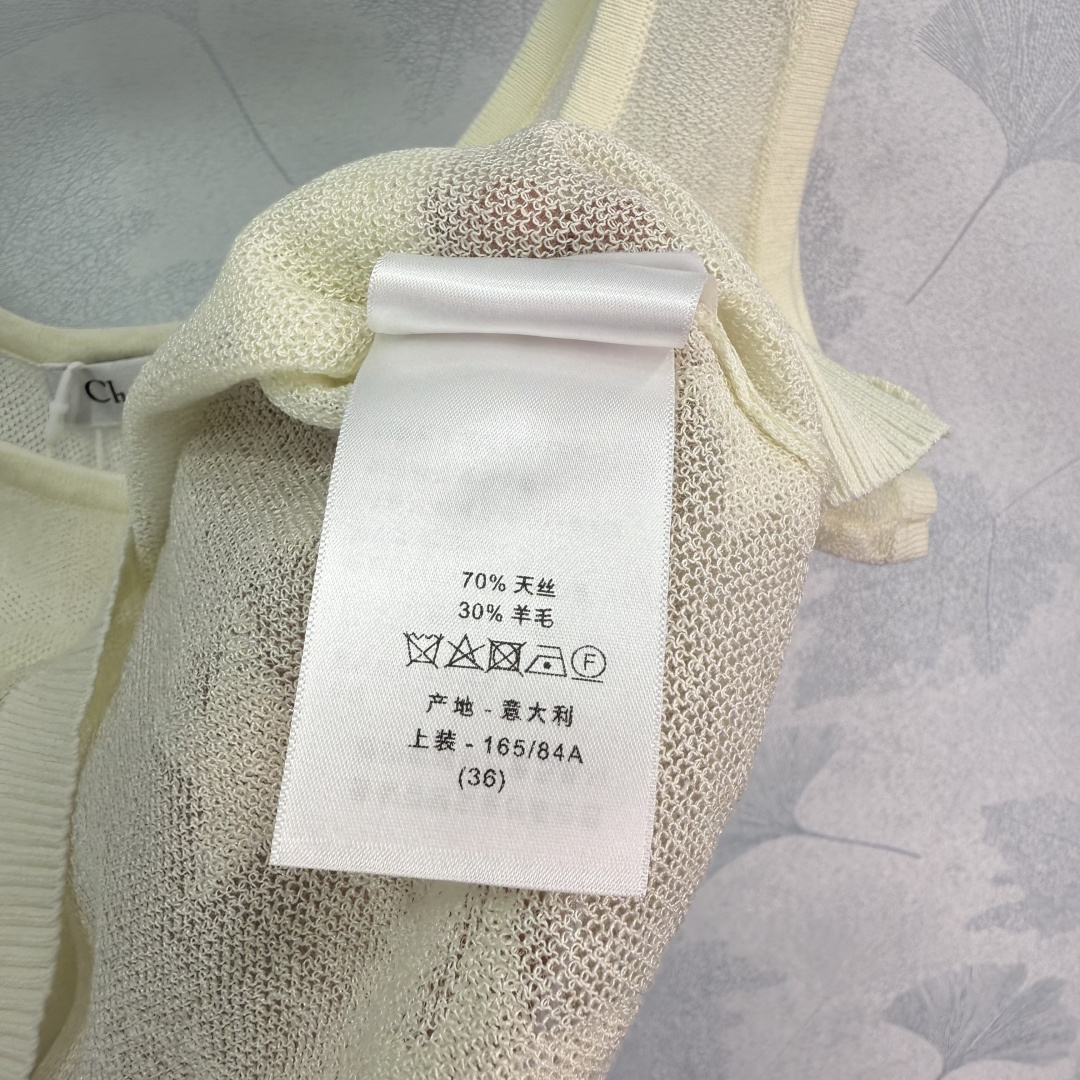 Ch
70% 天丝
30% 羊毛
F
产地 - 意大利
上装 - 165/84A
(36)